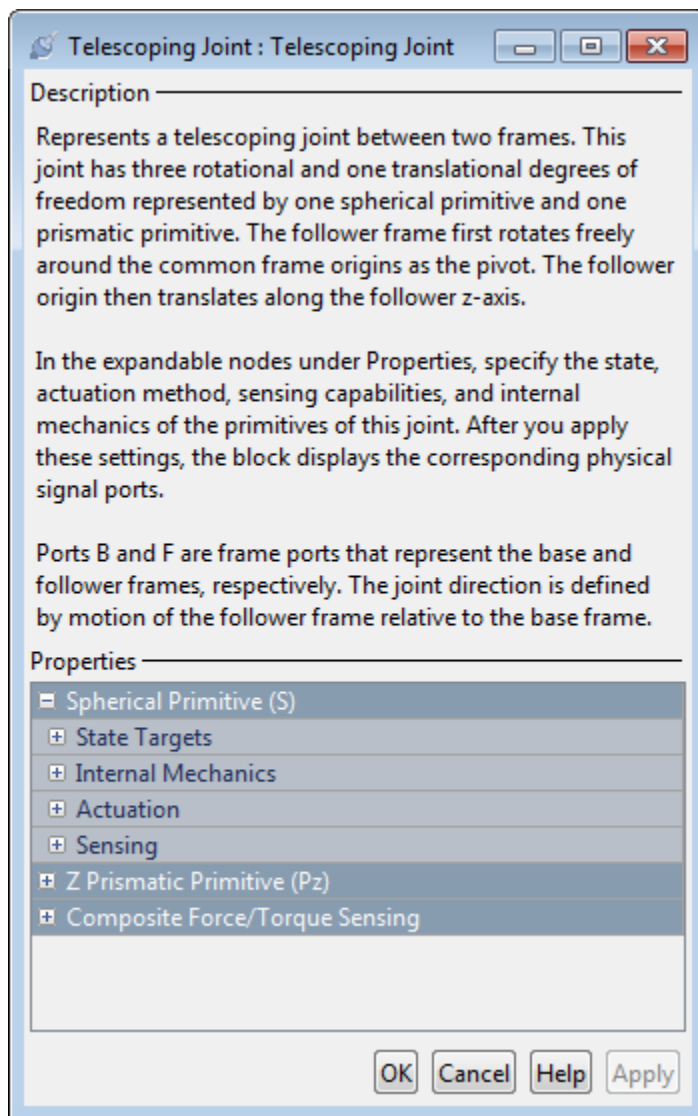 Telescoping Joint : Telescoping Joint
Description
Represents a telescoping joint between two frames. This
joint has three rotational and one translational degrees of
freedom represented by one spherical primitive and one
prismatic primitive. The follower frame first rotates freely
around the common frame origins as the pivot. The follower
origin then translates along the follower z-axis.
In the expandable nodes under Properties, specify the state,
actuation method, sensing capabilities, and internal
mechanics of the primitives of this joint. After you apply
these settings, the block displays the corresponding physical
signal ports.
Ports B and F are frame ports that represent the base and
follower frames, respectively. The joint direction is defined
by motion of the follower frame relative to the base frame.
Properties
Spherical Primitive (S)
State Targets
Internal Mechanics
Actuation
Sensing
Z Prismatic Primitive (Pz)
Composite Force/Torque Sensing
OK Cancel Help Apply